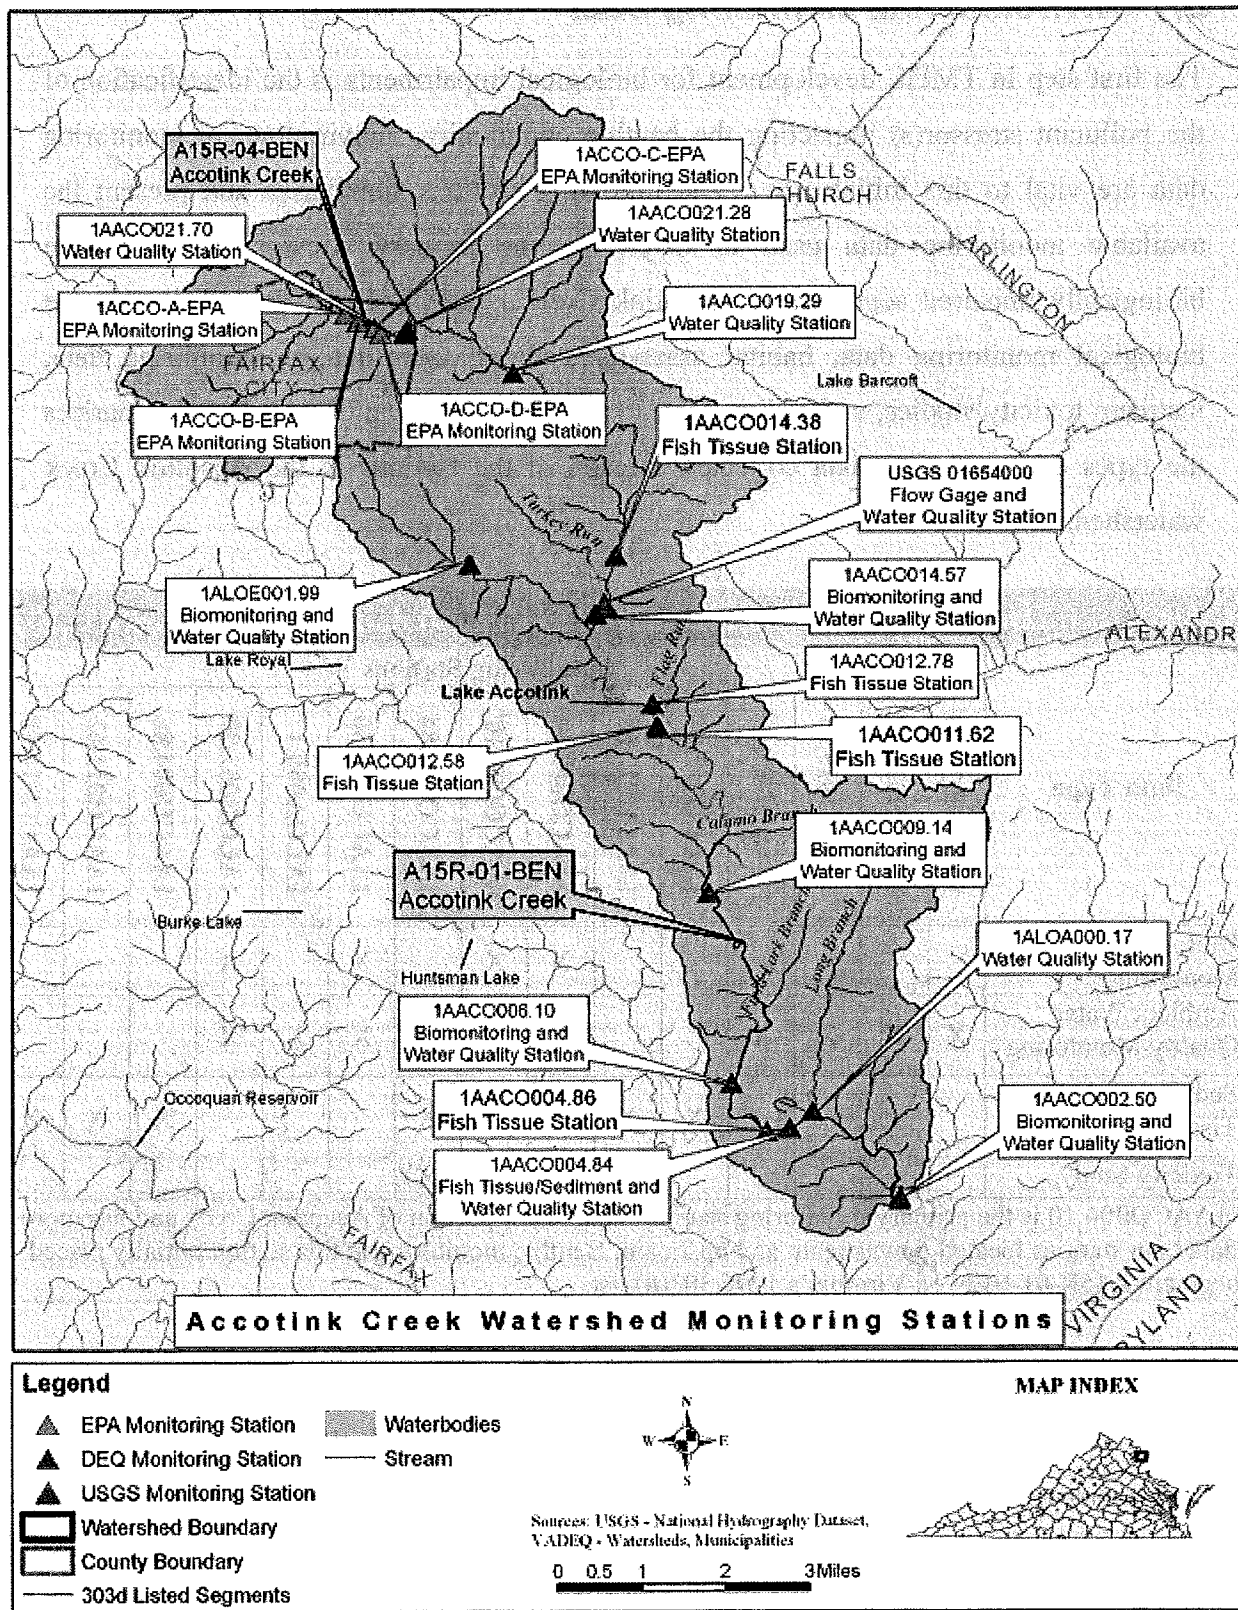 A15R-04-BEN
Accotink Creek
1ACCO-C-EPA
EPA Monitoring Station
FALLS
CHURCH
1AACO021.70
Water Quality Station
1AACO021.28
Water Quality Station
ARLINGTON
1ACCO-A-EPA
EPA Monitoring Station
1AACO019.29
Water Quality Station
FAIRFAX
CITY
Lake Barcroft
1ACCO-B-EPA
EPA Monitoring Station
1ACCO-D-EPA
EPA Monitoring Station
1AACO014.38
Fish Tissue Station
USGS 01654000
Flow Gage and
Water Quality Station
Turkey Run
1ALOE001.99
Biomonitoring and
Water Quality Station
1AACO014.57
Biomonitoring and
Water Quality Station
ALEXANDR
Lake Royal
Flag Run
1AACO012.78
Fish Tissue Station
Lake Accotink
1AACO012.58
Fish Tissue Station
1AACO011.62
Fish Tissue Station
Calamo Branch
1AACO009.14
Biomonitoring and
Water Quality Station
A15R-01-BEN
Accotink Creek
Burke Lake
Huntsman Lake
Long Branch
1ALOA000.17
Water Quality Station
1AACO006.10
Biomonitoring and
Water Quality Station
Occoquan Reservoir
1AACO004.86
Fish Tissue Station
1AACO002.50
Biomonitoring and
Water Quality Station
1AACO004.84
Fish Tissue/Sediment and
Water Quality Station
FAIRFAX
VIRGINIA
RYLAND
Accotink Creek Watershed Monitoring Stations
Legend
EPA Monitoring Station
DEQ Monitoring Station
USGS Monitoring Station
Watershed Boundary
County Boundary
303d Listed Segments
Waterbodies
Stream
N
W
E
S
Sources: USGS - National Hydrography Dataset,
VADEQ - Watersheds, Municipalities
0 0.5 1 2 3 Miles
MAP INDEX